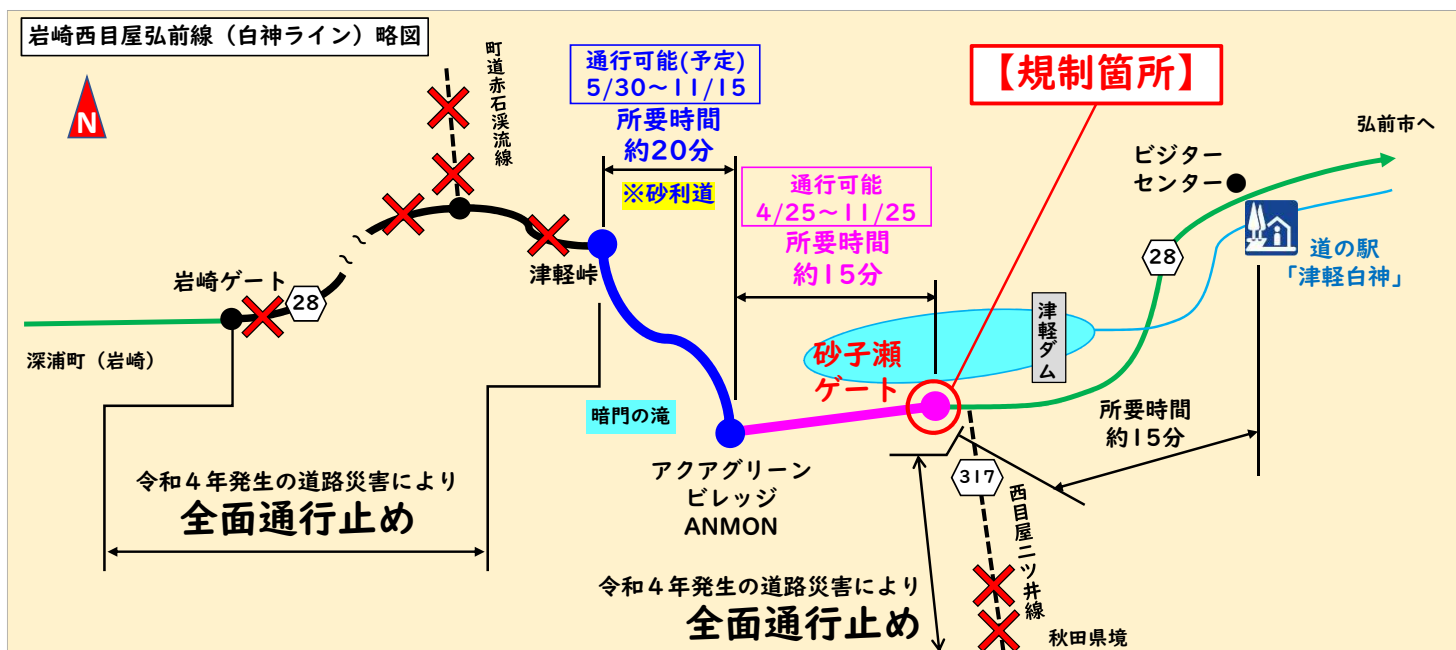 岩崎西目屋弘前線（白神ライン）略図
N
町道赤石渓流線
通行可能(予定)
5/30～11/15
所要時間
約20分
※砂利道
【規制箇所】
通行可能
4/25～11/25
所要時間
約15分
弘前市へ
ビジター
センター
28
道の駅
「津軽白神」
岩崎ゲート
28
津軽峠
深浦町（岩崎）
津軽ダム
砂子瀬
ゲート
暗門の滝
所要時間
約15分
アクアグリーン
ビレッジ
ANMON
317
西目屋二ツ井線
令和４年発生の道路災害により
全面通行止め
令和４年発生の道路災害により
全面通行止め
秋田県境